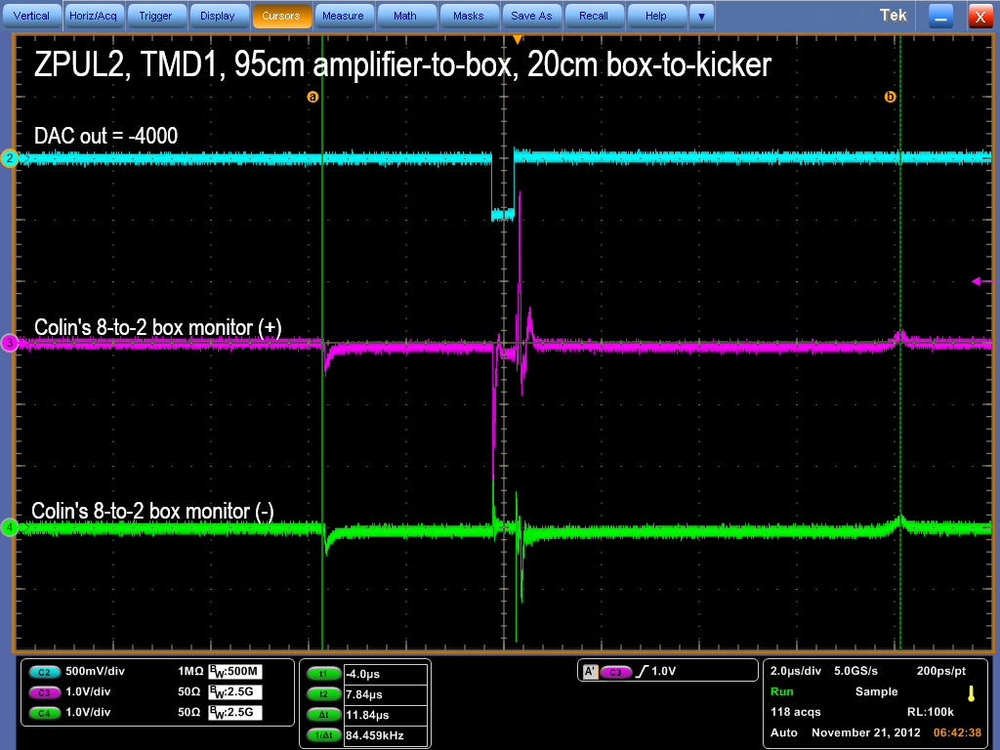 Vertical Horiz/Acq Trigger Display Cursors Measure Math Masks Save As Recall Help Tek X
ZPUL2, TMD1, 95cm amplifier-to-box, 20cm box-to-kicker
a b
DAC out = -4000
2
Colin's 8-to-2 box monitor (+)
3
Colin's 8-to-2 box monitor (-)
4
C2 500mV/div 1MΩ BW:500M
C3 1.0V/div 50Ω BW:2.5G
C4 1.0V/div 50Ω BW:2.5G
t1 -4.0µs
t2 7.84µs
Δt 11.84µs
1/Δt 84.459kHz
A' C3 1.0V
2.0µs/div 5.0GS/s 200ps/pt
Run Sample
118 acqs RL:100k
Auto November 21, 2012 06:42:38